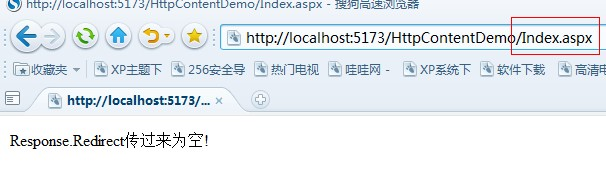 http://localhost:5173/HttpContentDemo/Index.aspx - 搜狗高速浏览器
http://localhost:5173/HttpContentDemo/Index.aspx
收藏夹 XP主题下 256安全导 热门电视 哇哇网 - XP系统下 软件下载 高清电
http://localhost:5173/...
Response.Redirect传过来为空!